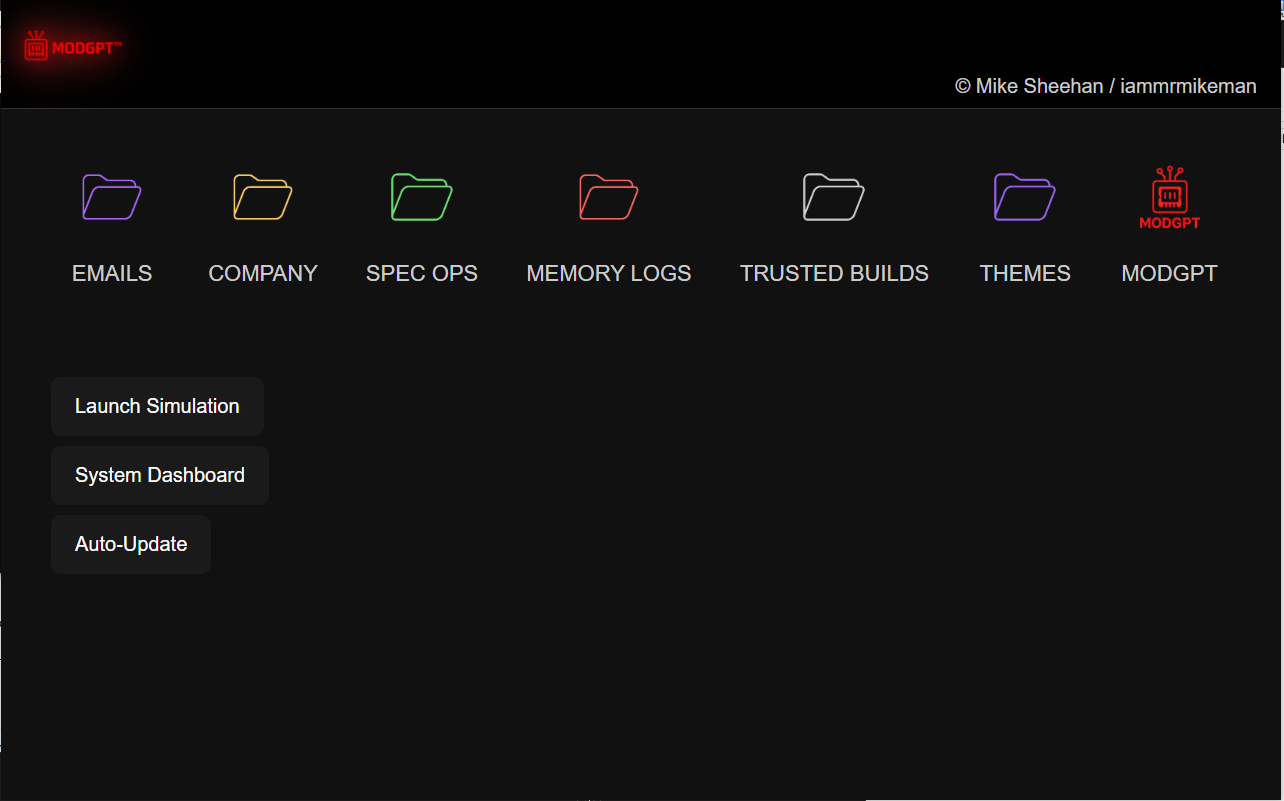 MODGPT™
© Mike Sheehan / iammrmikeman
MODGPT
EMAILS COMPANY SPEC OPS MEMORY LOGS TRUSTED BUILDS THEMES MODGPT
Launch Simulation
System Dashboard
Auto-Update